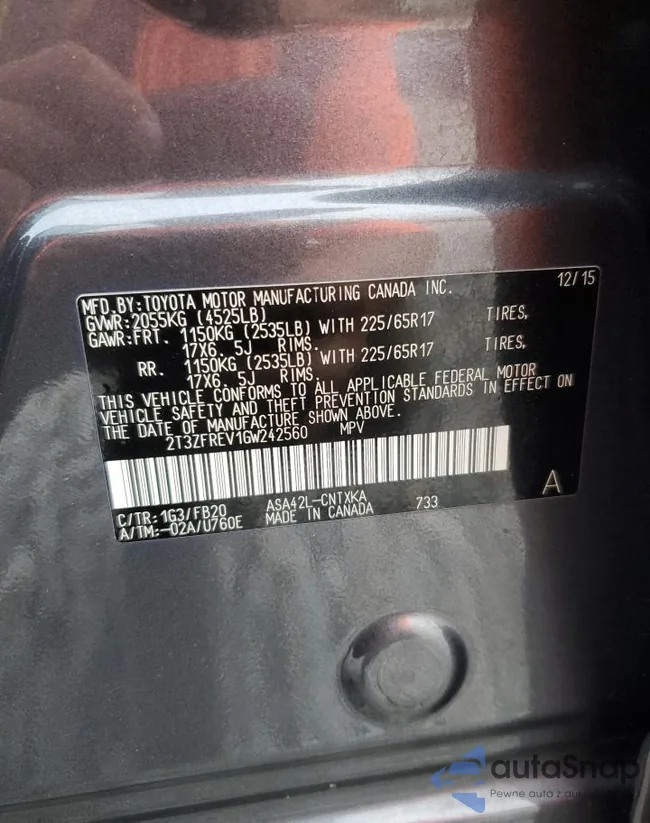 MFD. BY: TOYOTA MOTOR MANUFACTURING CANADA INC. 12/15
GVWR: 2055KG (4525LB)
GAWR: FRT. 1150KG (2535LB) WITH 225/65R17 TIRES,
17X6. 5J RIMS.
RR. 1150KG (2535LB) WITH 225/65R17 TIRES,
17X6. 5J RIMS.
THIS VEHICLE CONFORMS TO ALL APPLICABLE FEDERAL MOTOR
VEHICLE SAFETY AND THEFT PREVENTION STANDARDS IN EFFECT ON
THE DATE OF MANUFACTURE SHOWN ABOVE.
2T3ZFREV1GW242560 MPV
A
C/TR: 1G3/FB20 ASA42L-CNTXKA 733
A/TM: -02A/U760E MADE IN CANADA
autoSnap
Pewne auta z au